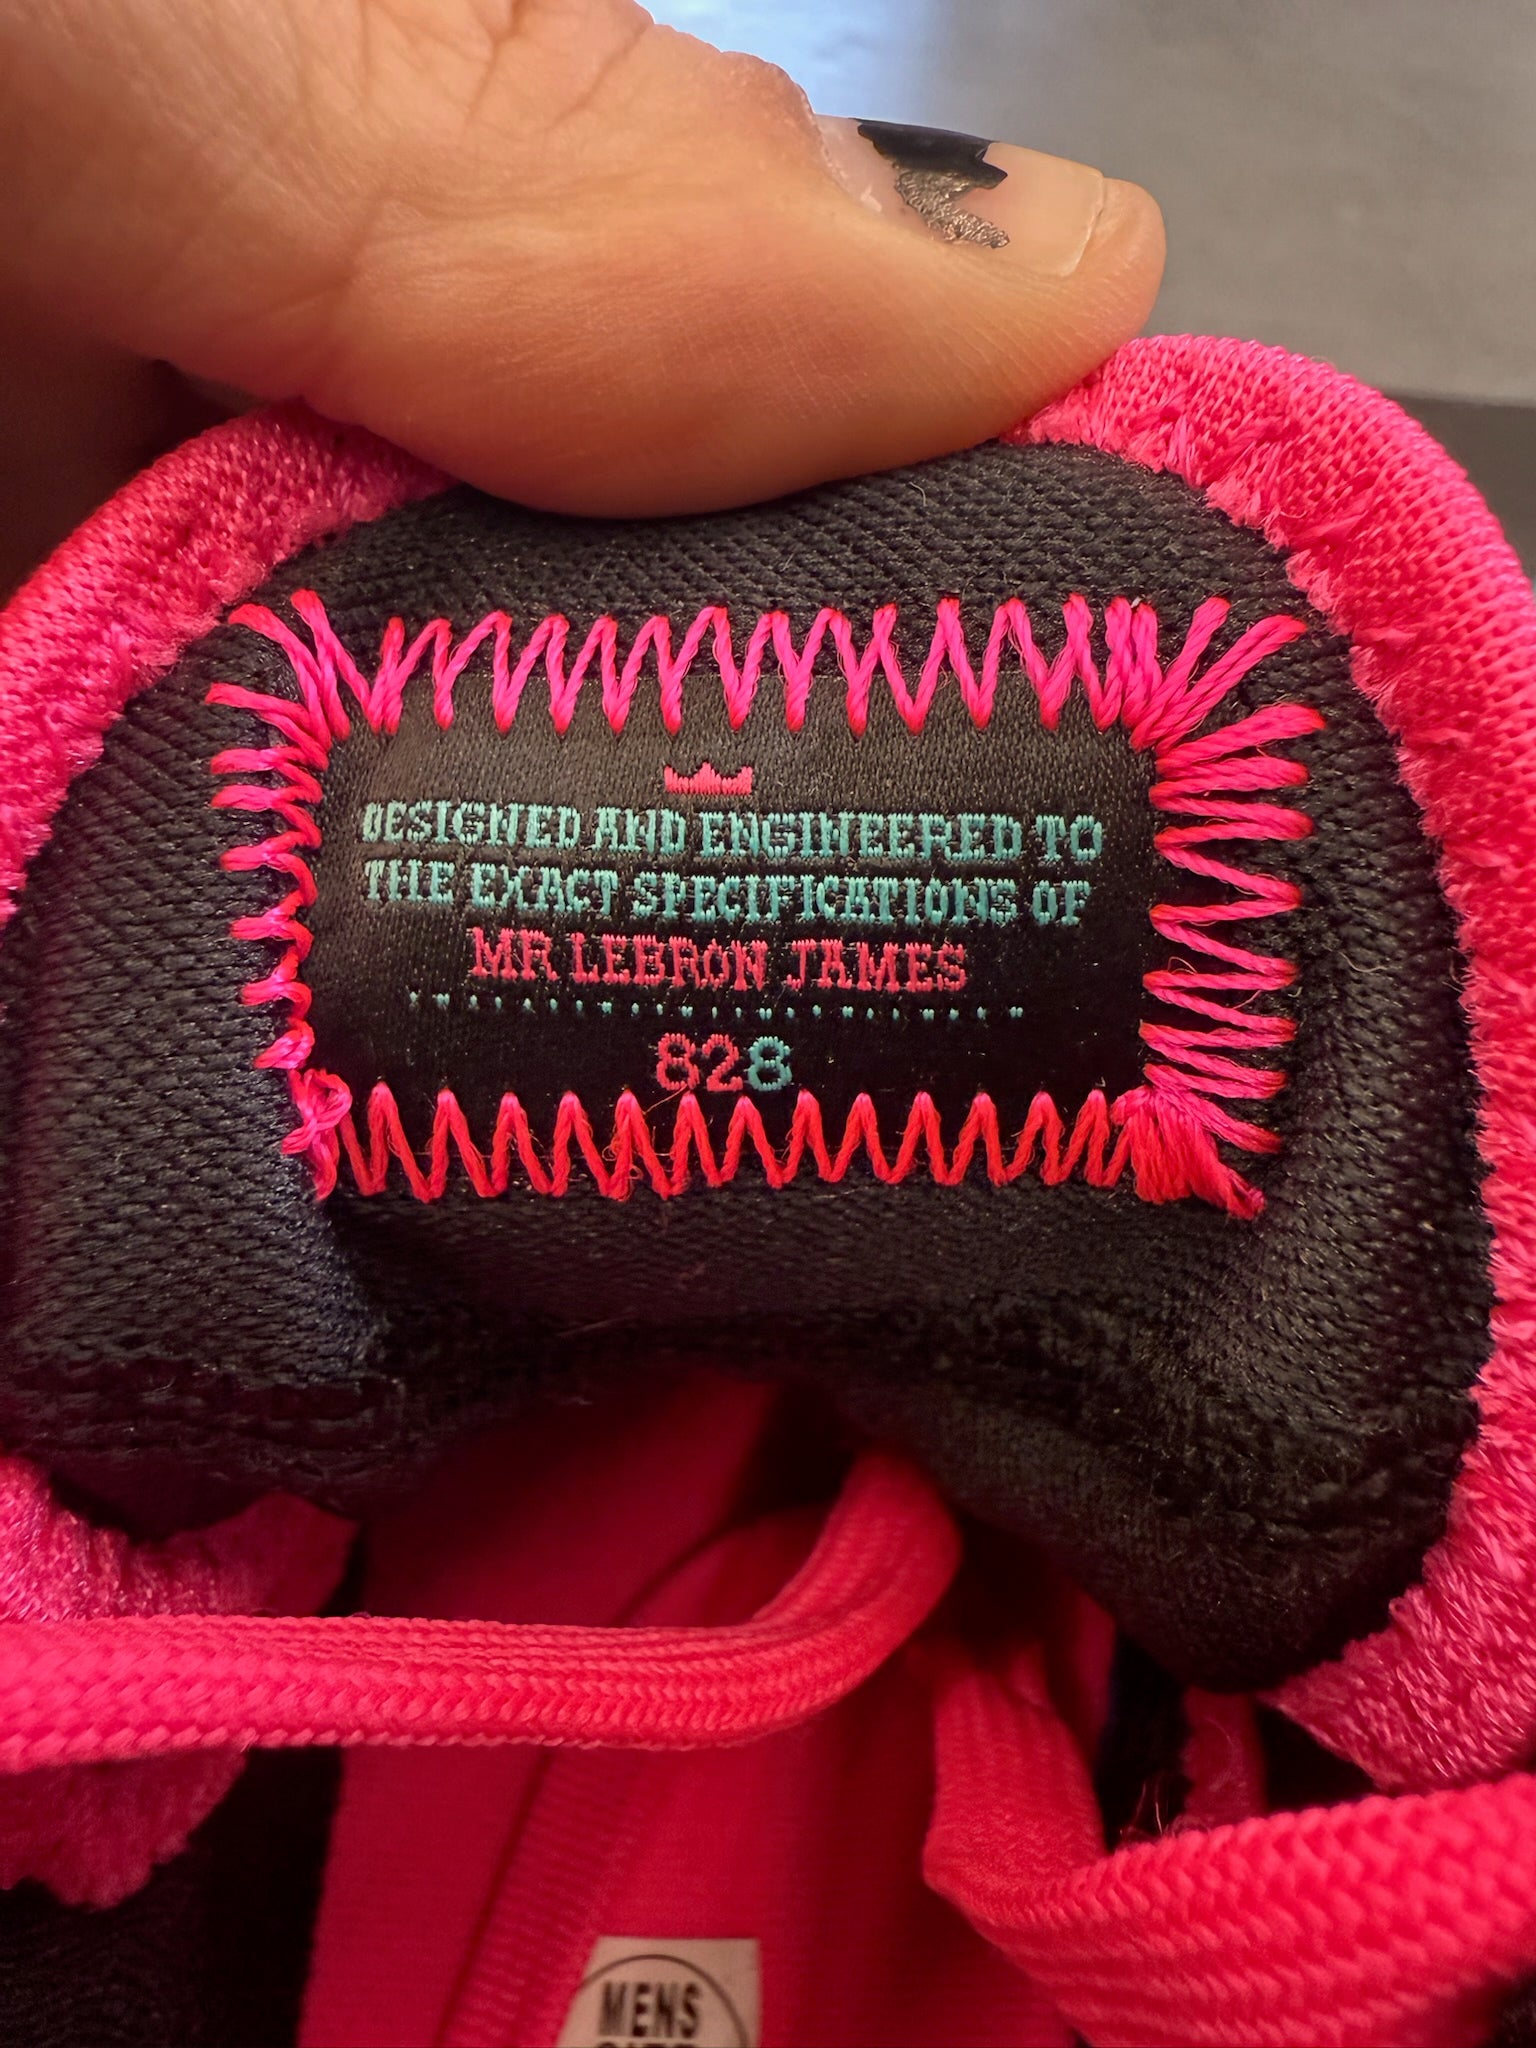 DESIGNED AND ENGINEERED TO
THE EXACT SPECIFICATIONS OF
MR LEBRON JAMES
828
MENS